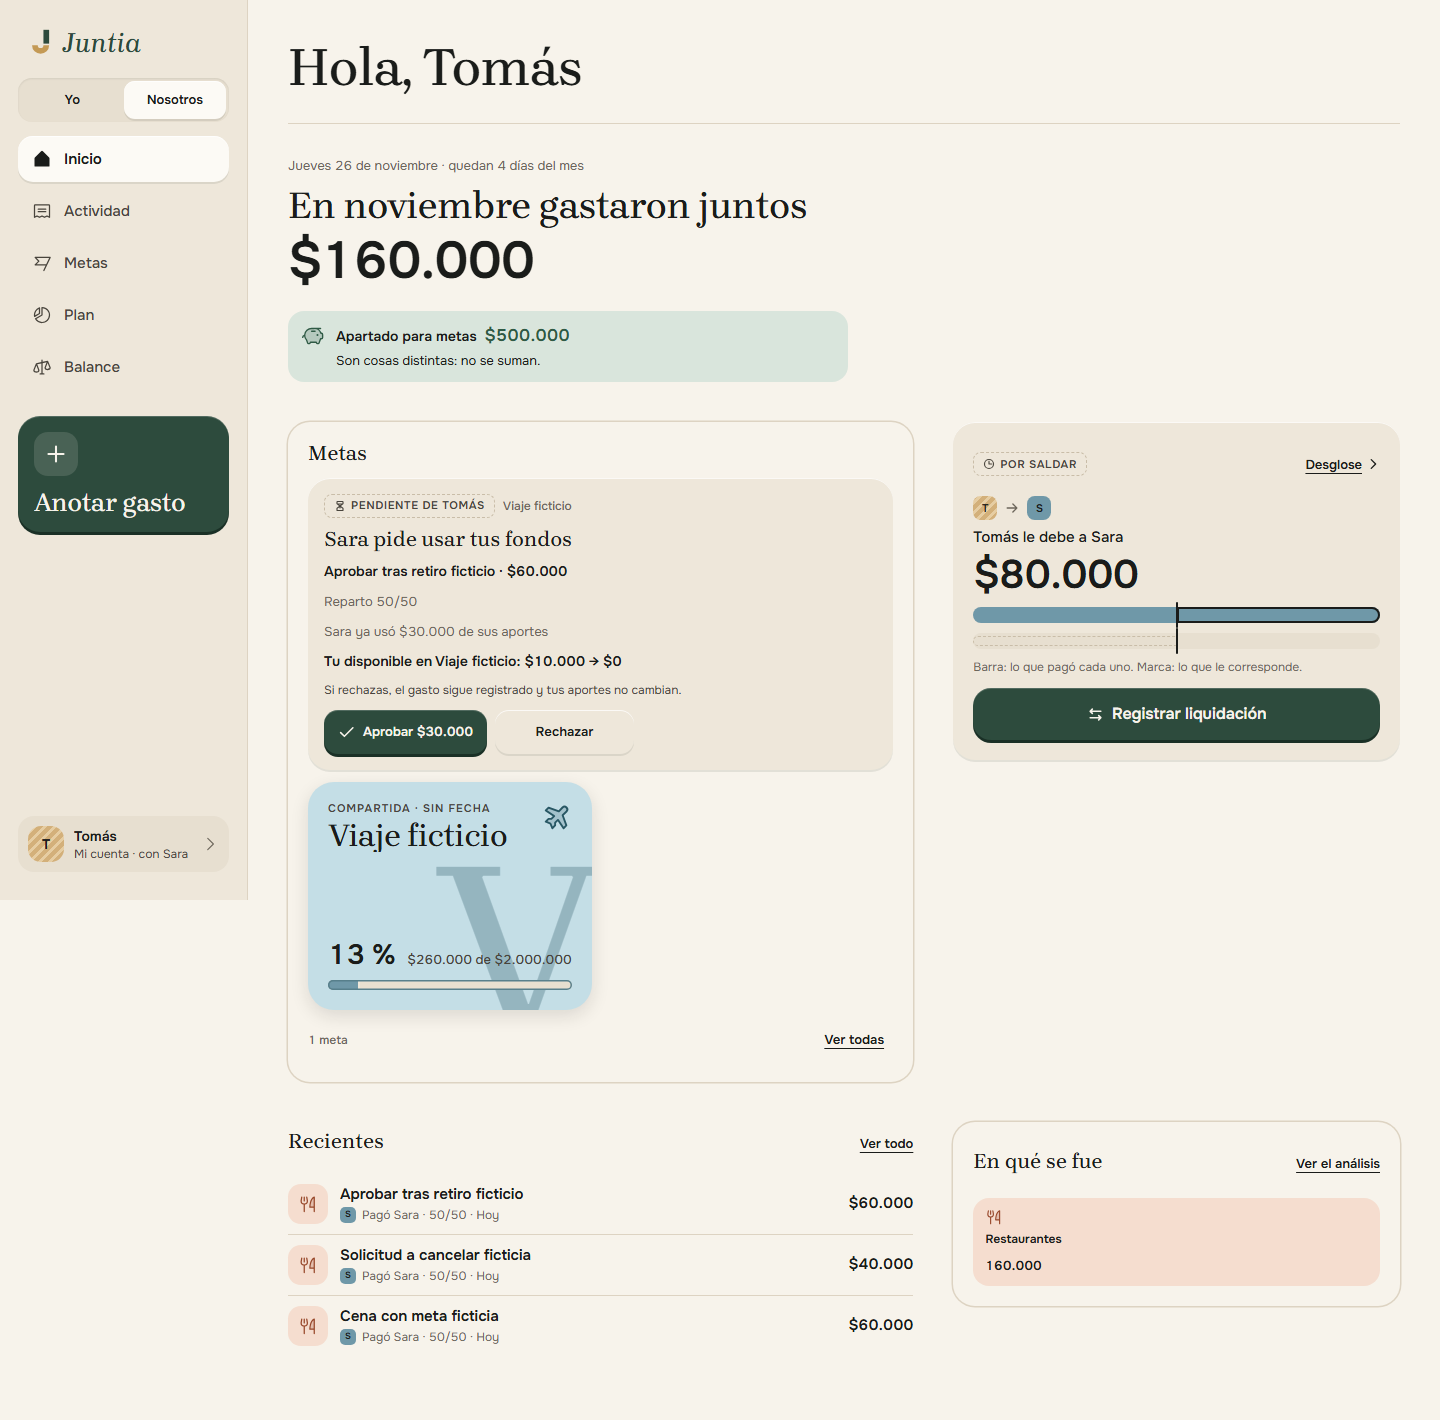 Juntia
Yo
Nosotros
Inicio
Actividad
Metas
Plan
Balance
Anotar gasto
T
Tomás
Mi cuenta · con Sara
Hola, Tomás
Jueves 26 de noviembre · quedan 4 días del mes
En noviembre gastaron juntos
$160.000
Apartado para metas $500.000
Son cosas distintas: no se suman.
Metas
PENDIENTE DE TOMÁS
Viaje ficticio
Sara pide usar tus fondos
Aprobar tras retiro ficticio · $60.000
Reparto 50/50
Sara ya usó $30.000 de sus aportes
Tu disponible en Viaje ficticio: $10.000 → $0
Si rechazas, el gasto sigue registrado y tus aportes no cambian.
Aprobar $30.000
Rechazar
COMPARTIDA · SIN FECHA
Viaje ficticio
V
13 %
$260.000 de $2.000.000
1 meta
Ver todas
POR SALDAR
Desglose
T → S
Tomás le debe a Sara
$80.000
Barra: lo que pagó cada uno. Marca: lo que le corresponde.
Registrar liquidación
Recientes
Ver todo
Aprobar tras retiro ficticio
S Pagó Sara · 50/50 · Hoy
$60.000
Solicitud a cancelar ficticia
S Pagó Sara · 50/50 · Hoy
$40.000
Cena con meta ficticia
S Pagó Sara · 50/50 · Hoy
$60.000
En qué se fue
Ver el análisis
Restaurantes
160.000